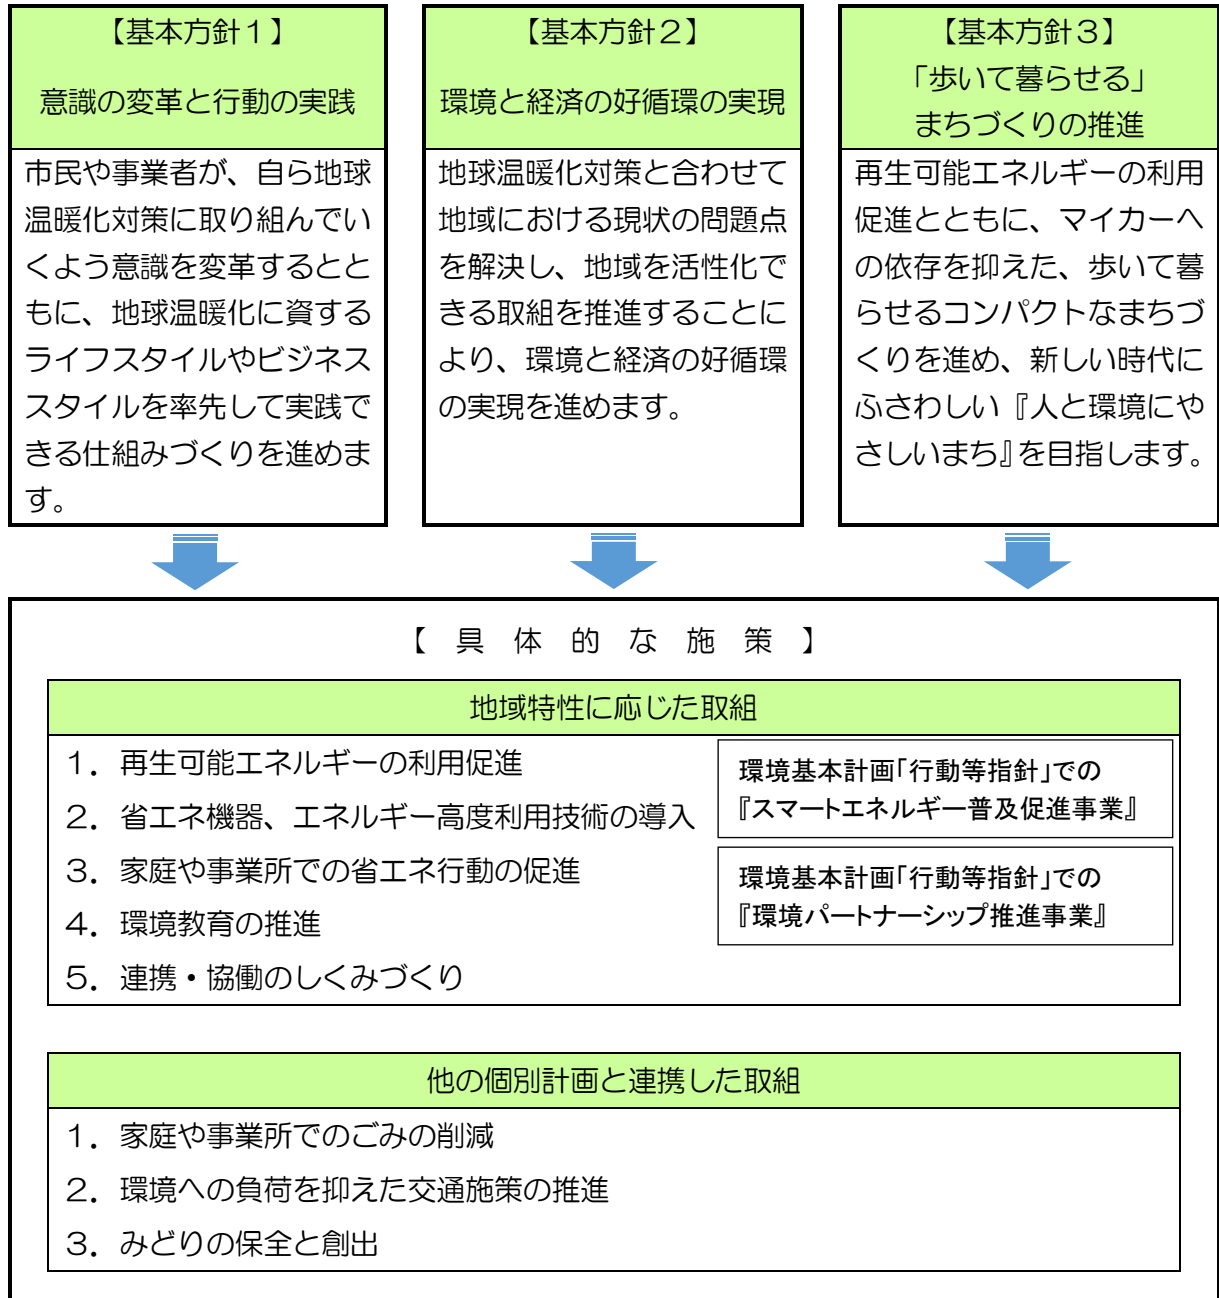 【基本方針１】
意識の変革と行動の実践
市民や事業者が、自ら地球
温暖化対策に取り組んでい
くよう意識を変革するとと
もに、地球温暖化に資する
ライフスタイルやビジネス
スタイルを率先して実践で
きる仕組みづくりを進めま
す。
【基本方針２】
環境と経済の好循環の実現
地球温暖化対策と合わせて
地域における現状の問題点
を解決し、地域を活性化で
きる取組を推進することに
より、環境と経済の好循環
の実現を進めます。
【基本方針３】
「歩いて暮らせる」
まちづくりの推進
再生可能エネルギーの利用
促進とともに、マイカーへ
の依存を抑えた、歩いて暮
らせるコンパクトなまちづ
くりを進め、新しい時代に
ふさわしい『人と環境にや
さしいまち』を目指します。
【 具 体 的 な 施 策 】
地域特性に応じた取組
１．再生可能エネルギーの利用促進
２．省エネ機器、エネルギー高度利用技術の導入
３．家庭や事業所での省エネ行動の促進
４．環境教育の推進
５．連携・協働のしくみづくり
環境基本計画「行動等指針」での
『スマートエネルギー普及促進事業』
環境基本計画「行動等指針」での
『環境パートナーシップ推進事業』
他の個別計画と連携した取組
１．家庭や事業所でのごみの削減
２．環境への負荷を抑えた交通施策の推進
３．みどりの保全と創出